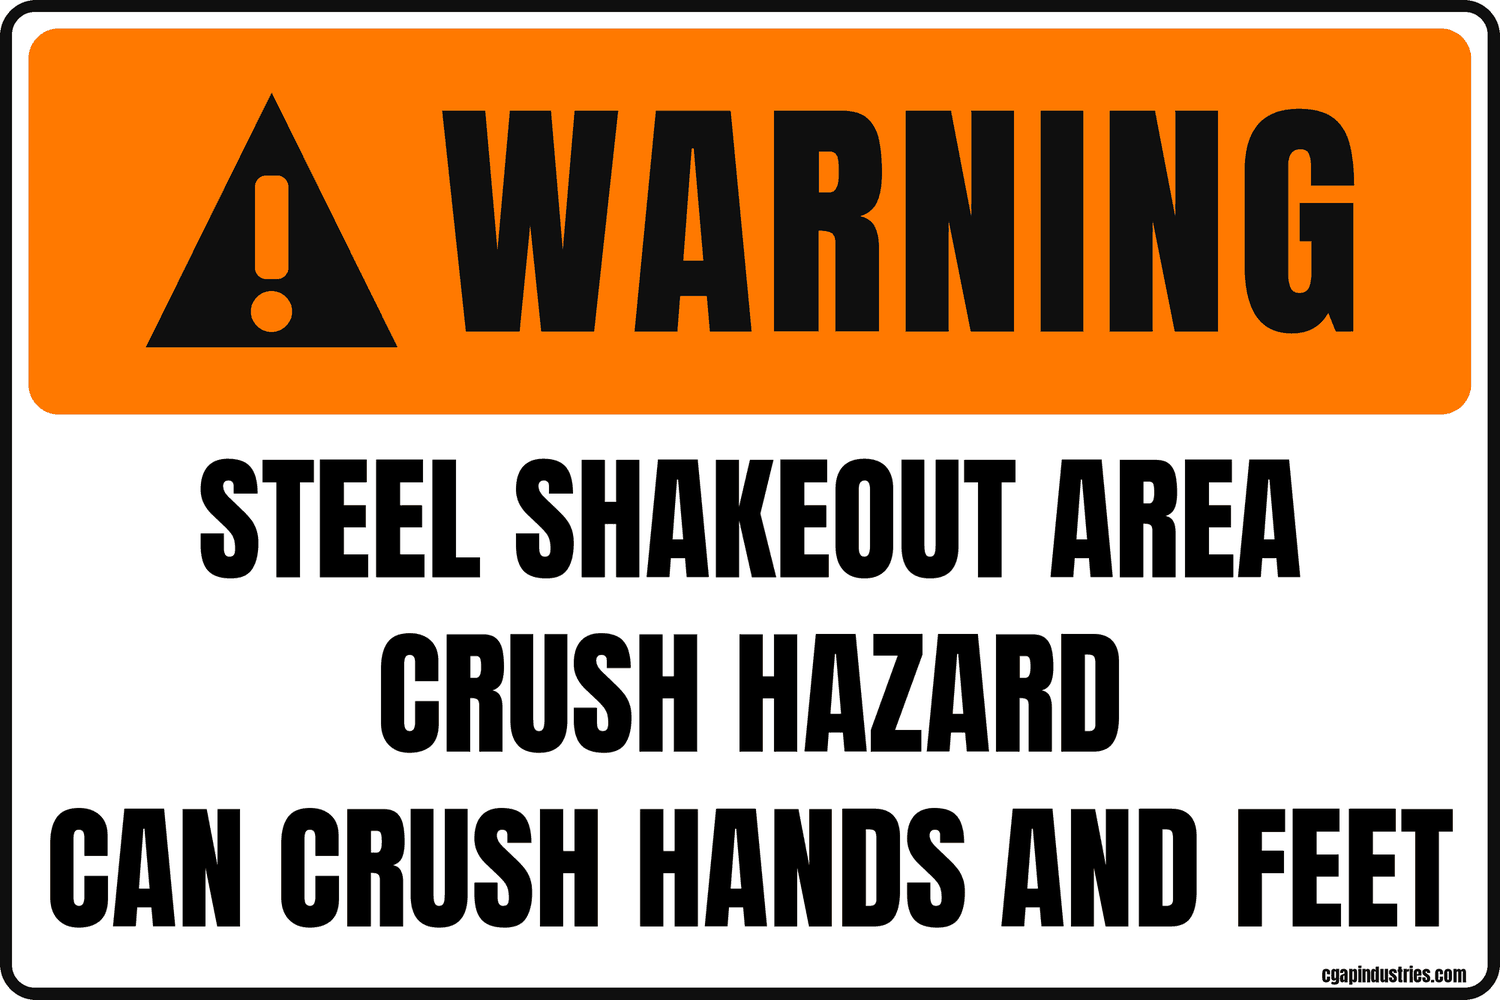 WARNING
STEEL SHAKEOUT AREA
CRUSH HAZARD
CAN CRUSH HANDS AND FEET
cgapindustries.com